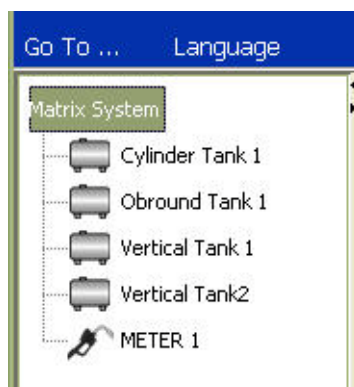 Go To ... Language
Matrix System
Cylinder Tank 1
Obround Tank 1
Vertical Tank 1
Vertical Tank2
METER 1